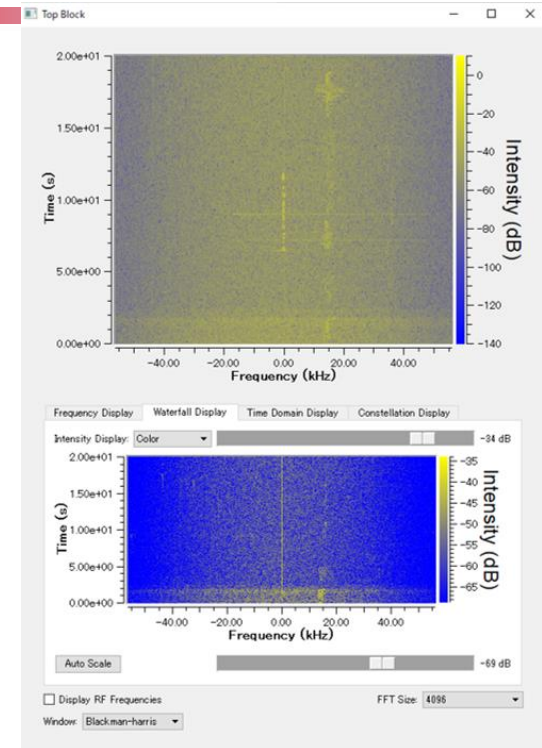 Top Block
2.00e+01
1.50e+01
1.00e+01
5.00e+00
0.00e+00
Time (s)
-40.00 -20.00 0.00 20.00 40.00
Frequency (kHz)
0
-20
-40
-60
-80
-100
-120
-140
Intensity (dB)
Frequency Display Waterfall Display Time Domain Display Constellation Display
Intensity Display: Color -34 dB
2.00e+01
1.50e+01
1.00e+01
5.00e+00
0.00e+00
Time (s)
-40.00 -20.00 0.00 20.00 40.00
Frequency (kHz)
-35
-40
-45
-50
-55
-60
-65
Intensity (dB)
Auto Scale -69 dB
Display RF Frequencies FFT Size: 4096
Window: Blackman-harris